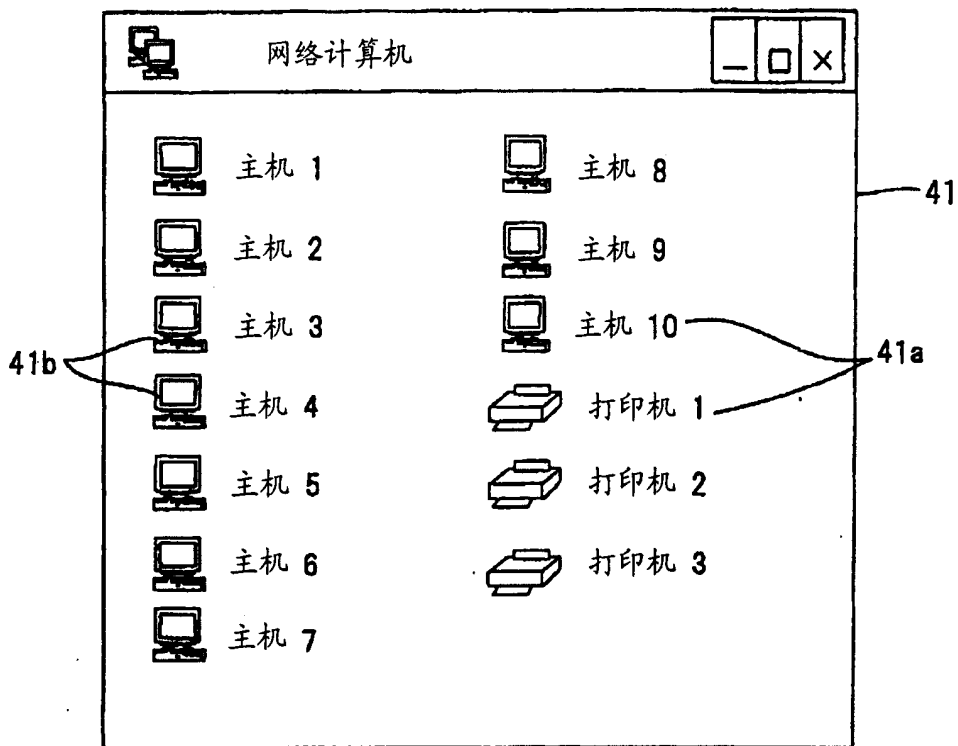 网络计算机
主机 1
主机 2
主机 3
主机 4
主机 5
主机 6
主机 7
主机 8
主机 9
主机 10
打印机 1
打印机 2
打印机 3
41
41a
41b